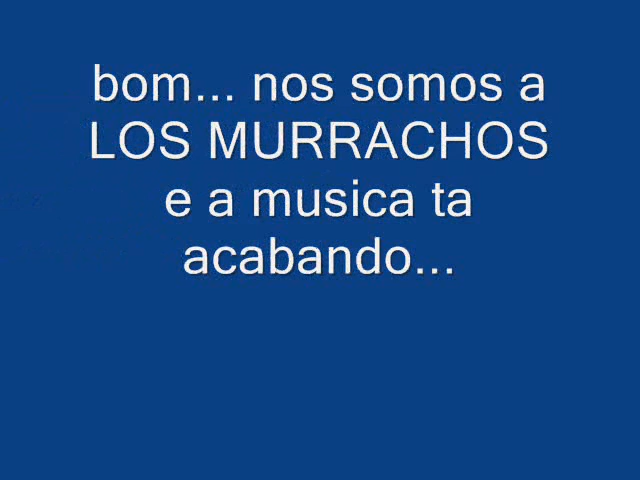 bom... nos somos a
LOS MURRACHOS
e a musica ta
acabando...